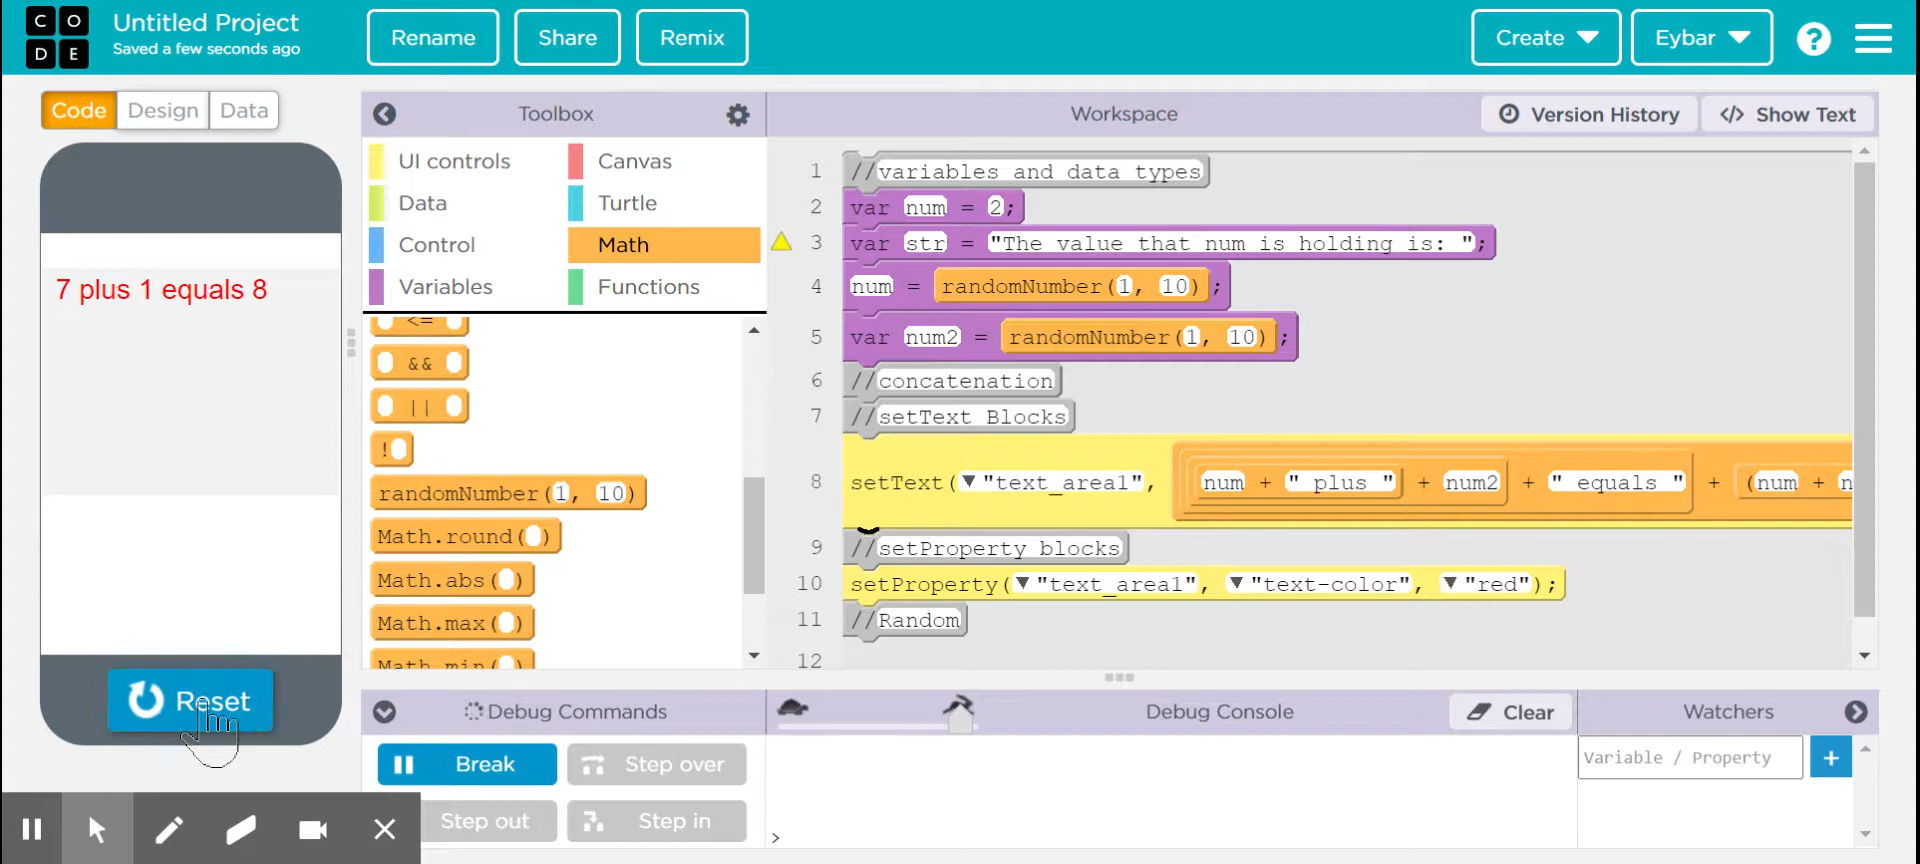 CODE
Untitled Project
Saved a few seconds ago
Rename
Share
Remix
Create
Eybar
?
Code
Design
Data
Toolbox
Workspace
Version History
</> Show Text
UI controls
Canvas
Data
Turtle
Control
Math
Variables
Functions
<=
&&
||
!
randomNumber(1, 10)
Math.round( )
Math.abs( )
Math.max( )
Math.min( )
7 plus 1 equals 8
Reset
1 //variables and data types
2 var num = 2;
3 var str = "The value that num is holding is: ";
4 num = randomNumber(1, 10);
5 var num2 = randomNumber(1, 10);
6 //concatenation
7 //setText Blocks
8 setText(▼"text_area1", num + " plus " + num2 + " equals " + (num + n
9 //setProperty blocks
10 setProperty(▼"text_area1", ▼"text-color", ▼"red");
11 //Random
12
Debug Commands
Debug Console
Clear
Watchers
Break
Step over
Step out
Step in
Variable / Property
+
>